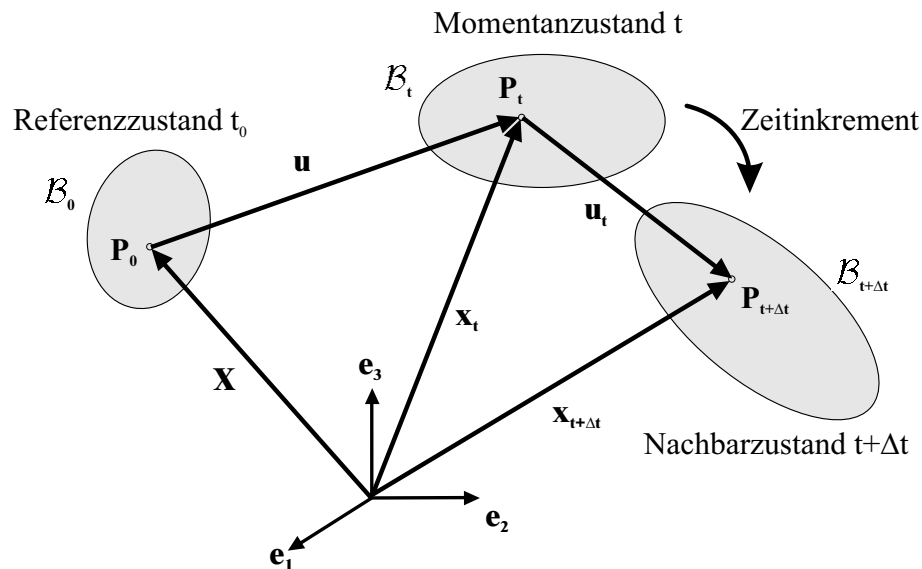 Momentanzustand t
ℬₜ
Pₜ
Referenzzustand t₀
Zeitinkrement
u
ℬ₀
uₜ
P₀
ℬₜ₊Δₜ
Pₜ₊Δₜ
xₜ
e₃
X
xₜ₊Δₜ
Nachbarzustand t+Δt
e₂
e₁